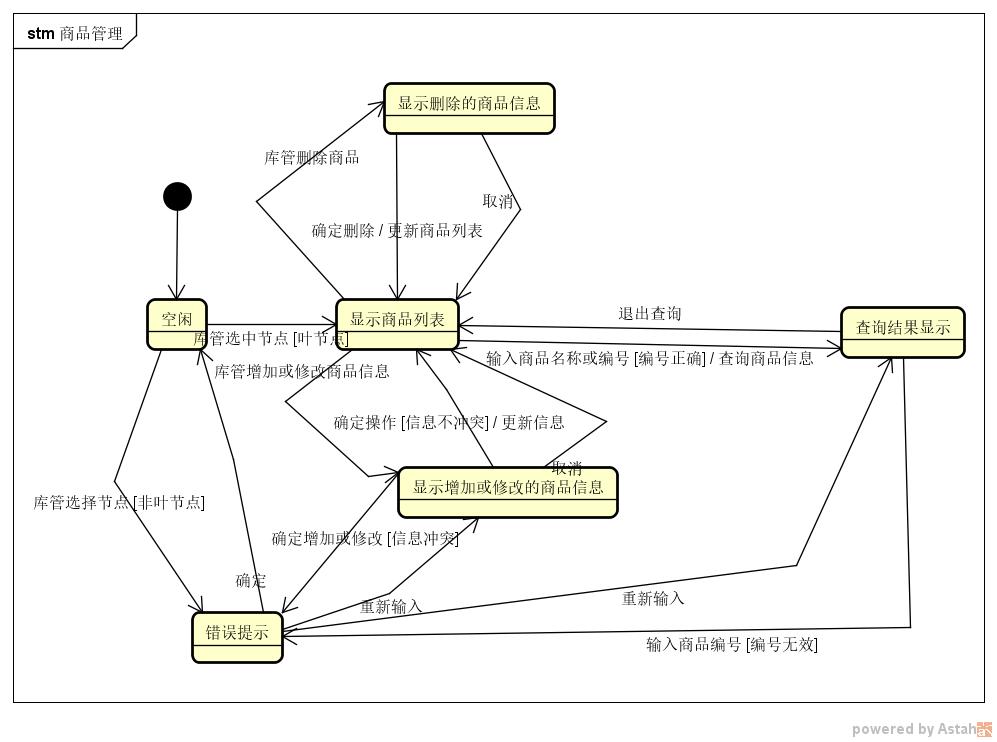 stm 商品管理
显示删除的商品信息
库管删除商品
取消
确定删除 / 更新商品列表
空闲
显示商品列表
退出查询
查询结果显示
库管选中节点 [叶节点]
输入商品名称或编号 [编号正确] / 查询商品信息
库管增加或修改商品信息
确定操作 [信息不冲突] / 更新信息
取消
显示增加或修改的商品信息
库管选择节点 [非叶节点]
确定增加或修改 [信息冲突]
确定
重新输入
重新输入
错误提示
输入商品编号 [编号无效]
powered by Astah